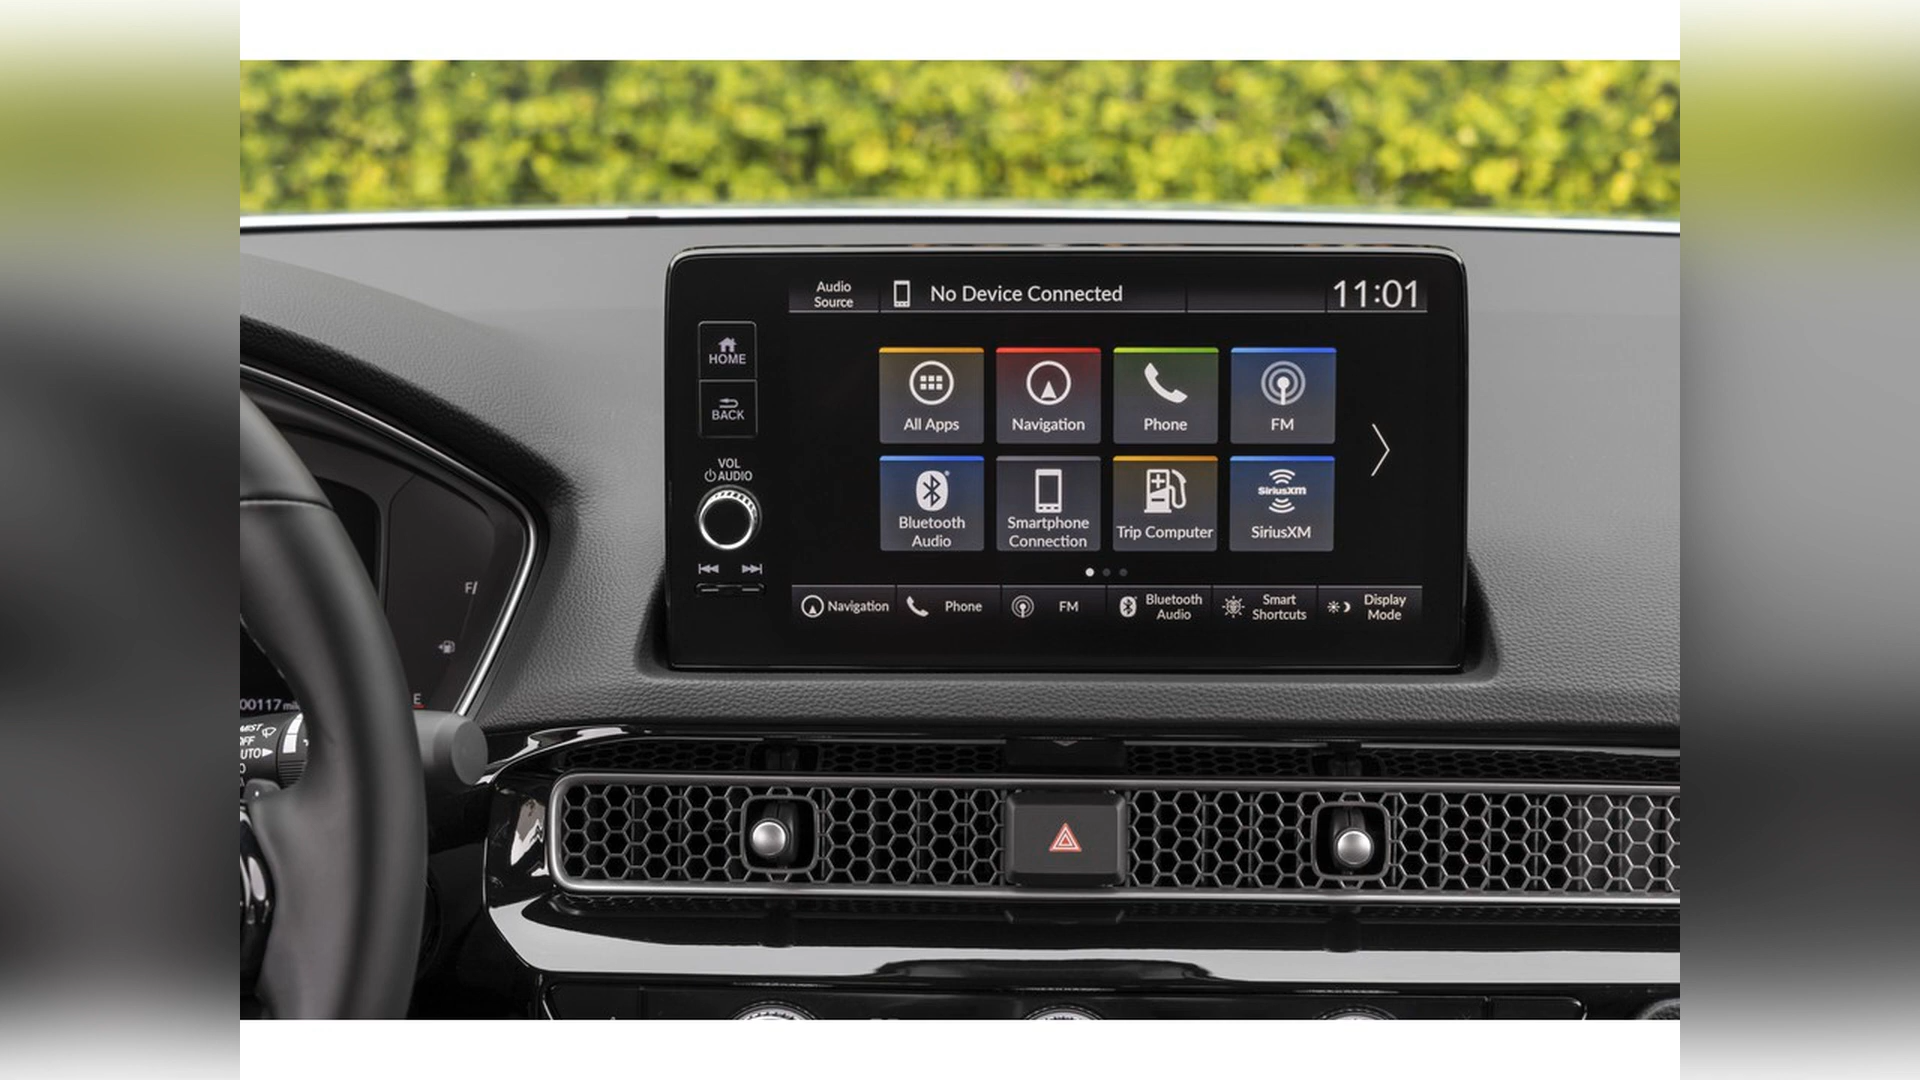 Audio
Source
No Device Connected
11:01
HOME
BACK
VOL
AUDIO
All Apps
Navigation
Phone
FM
Bluetooth
Audio
Smartphone
Connection
Trip Computer
SiriusXM
SiriusXM
Navigation
Phone
FM
Bluetooth
Audio
Smart
Shortcuts
Display
Mode
F
E
00117